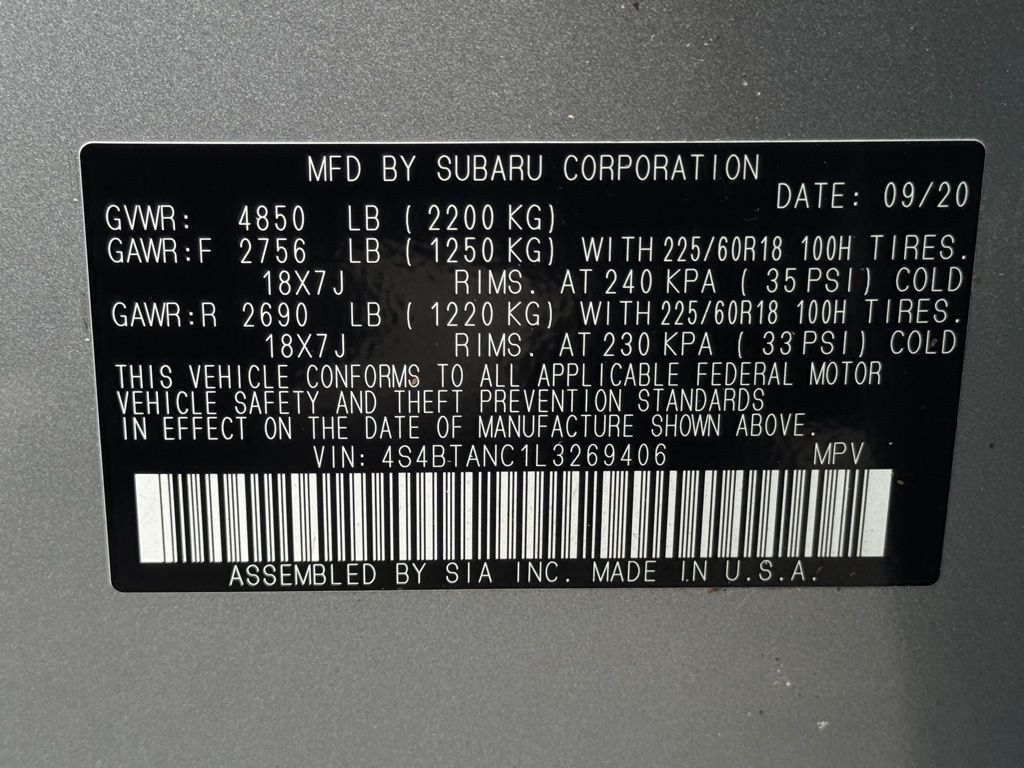 MFD BY SUBARU CORPORATION
DATE: 09/20
GVWR: 4850 LB ( 2200 KG)
GAWR:F 2756 LB ( 1250 KG) WITH 225/60R18 100H TIRES.
18X7J RIMS. AT 240 KPA ( 35 PSI) COLD
GAWR:R 2690 LB ( 1220 KG) WITH 225/60R18 100H TIRES.
18X7J RIMS. AT 230 KPA ( 33 PSI) COLD
THIS VEHICLE CONFORMS TO ALL APPLICABLE FEDERAL MOTOR
VEHICLE SAFETY AND THEFT PREVENTION STANDARDS
IN EFFECT ON THE DATE OF MANUFACTURE SHOWN ABOVE.
VIN: 4S4BTANC1L3269406 MPV
ASSEMBLED BY SIA INC. MADE IN U.S.A.